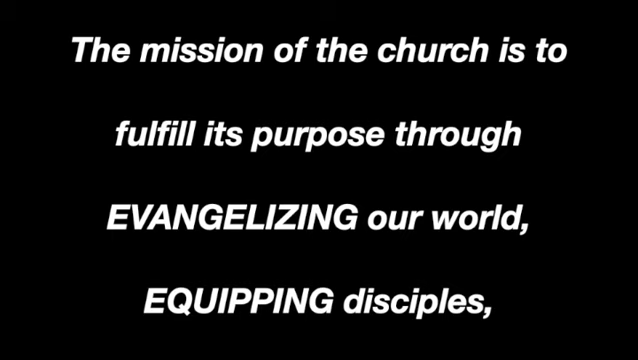 The mission of the church is to
fulfill its purpose through
EVANGELIZING our world,
EQUIPPING disciples,